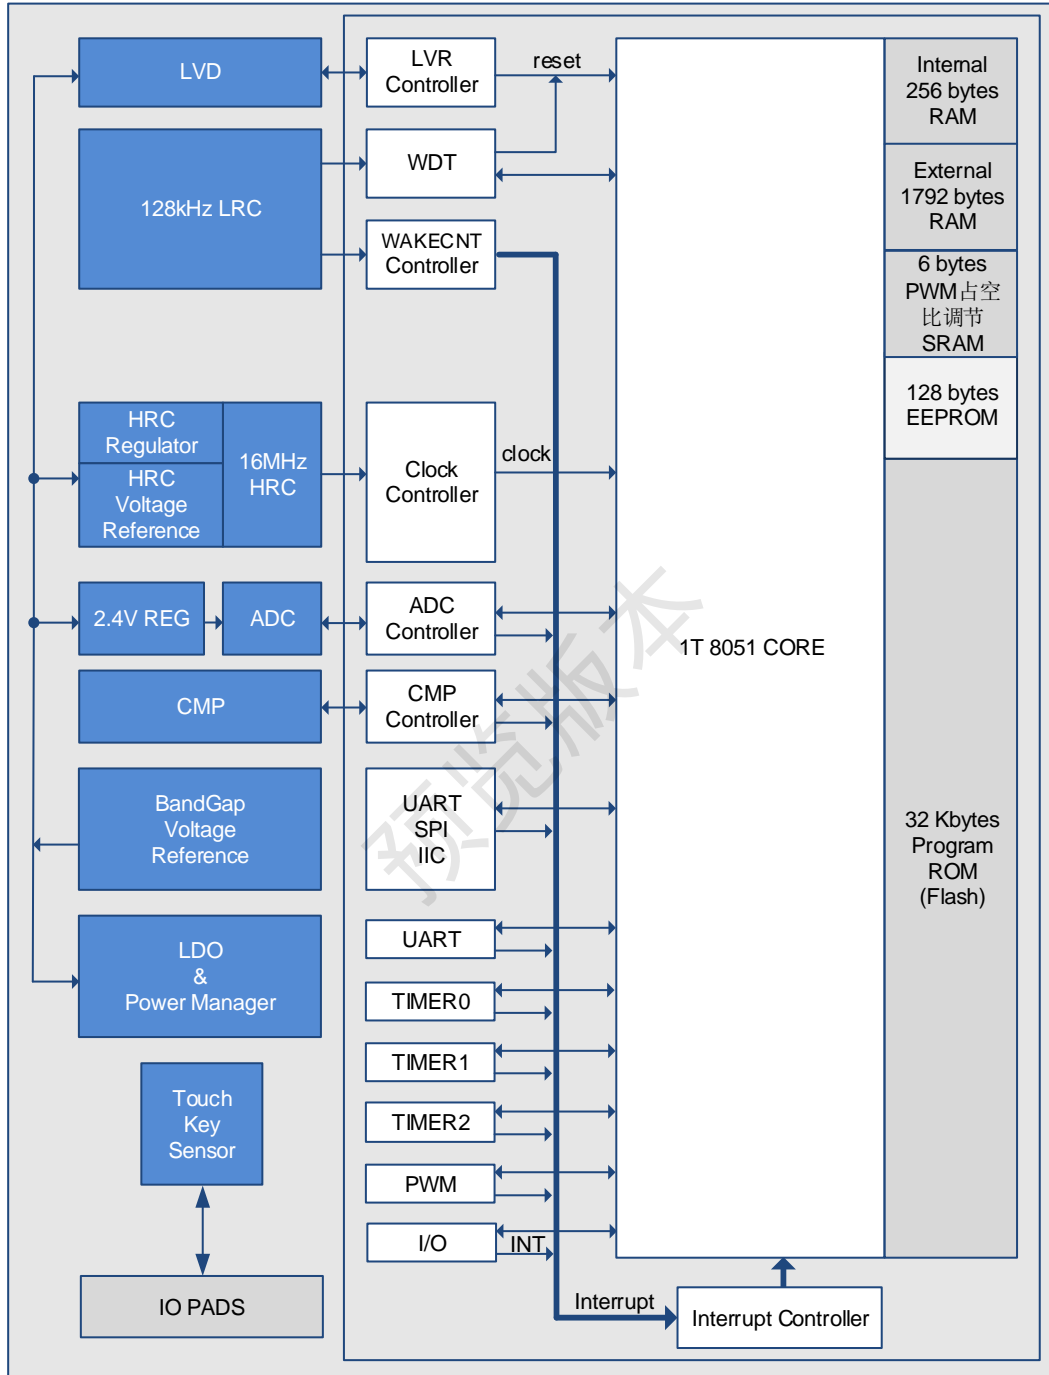 LVD
LVR
Controller
reset
Internal
256 bytes
RAM
128kHz LRC
WDT
External
1792 bytes
RAM
WAKECNT
Controller
6 bytes
PWM占空
比调节
SRAM
128 bytes
EEPROM
HRC
Regulator
HRC
Voltage
Reference
16MHz
HRC
Clock
Controller
clock
2.4V REG
ADC
ADC
Controller
1T 8051 CORE
CMP
CMP
Controller
BandGap
Voltage
Reference
UART
SPI
IIC
32 Kbytes
Program
ROM
(Flash)
LDO
&
Power Manager
UART
TIMER0
TIMER1
Touch
Key
Sensor
TIMER2
PWM
I/O
INT
IO PADS
Interrupt
Interrupt Controller
预览版本